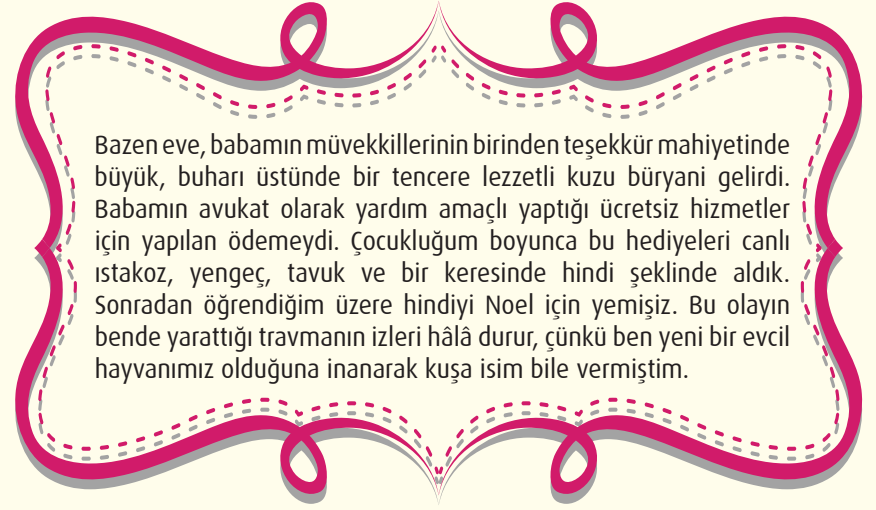 Bazen eve, babamın müvekkillerinin birinden teşekkür mahiyetinde
büyük, buharı üstünde bir tencere lezzetli kuzu büryani gelirdi.
Babamın avukat olarak yardım amaçlı yaptığı ücretsiz hizmetler
için yapılan ödemeydi. Çocukluğum boyunca bu hediyeleri canlı
ıstakoz, yengeç, tavuk ve bir keresinde hindi şeklinde aldık.
Sonradan öğrendiğim üzere hindiyi Noel için yemişiz. Bu olayın
bende yarattığı travmanın izleri hâlâ durur, çünkü ben yeni bir evcil
hayvanımız olduğuna inanarak kuşa isim bile vermiştim.